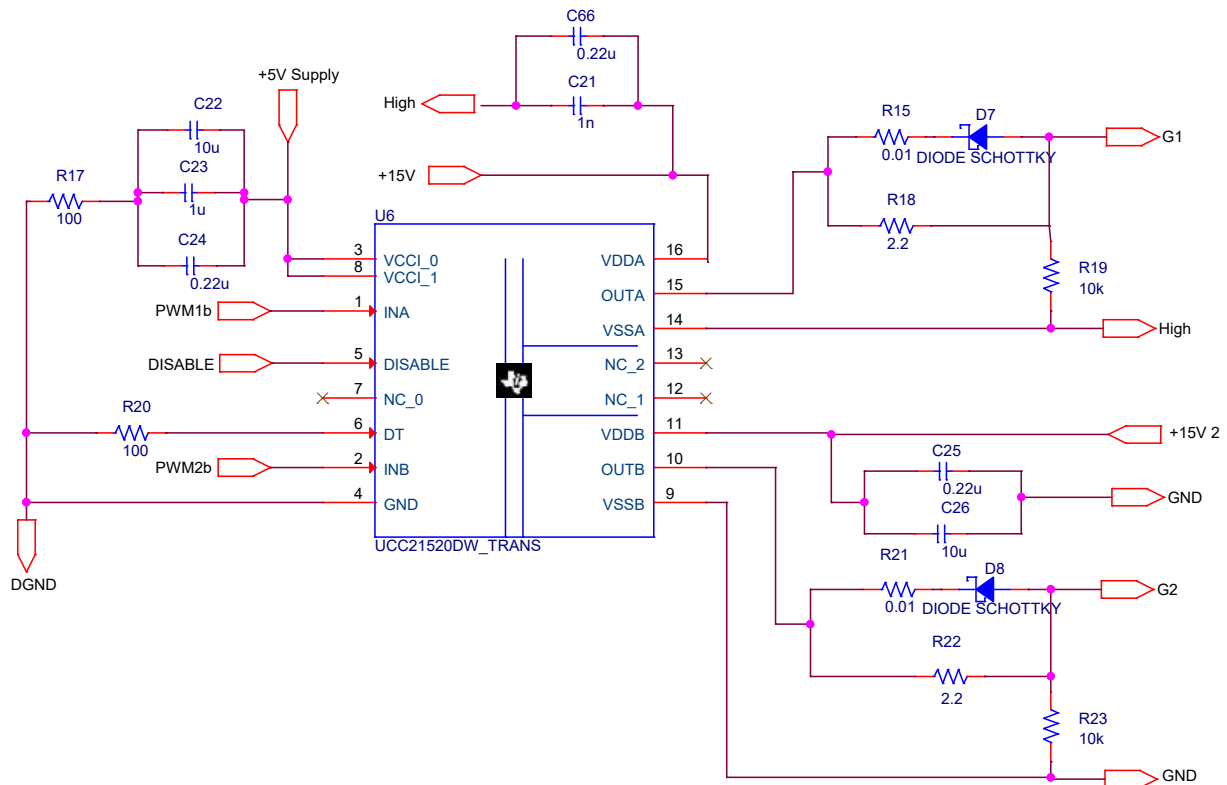 C66
0.22u
+5V Supply
C21
High
1n
C22
10u
R15
D7
G1
0.01
DIODE SCHOTTKY
C23
1u
R17
100
+15V
R18
2.2
C24
0.22u
U6
3
VCCI_0
8
VCCI_1
VDDA
16
R19
10k
OUTA
15
PWM1b
1
INA
VSSA
14
High
DISABLE
5
DISABLE
NC_2
13
7
NC_0
NC_1
12
R20
100
6
DT
VDDB
11
+15V 2
PWM2b
2
INB
OUTB
10
C25
0.22u
4
GND
VSSB
9
GND
C26
10u
UCC21520DW_TRANS
DGND
R21
D8
G2
0.01
DIODE SCHOTTKY
R22
2.2
R23
10k
GND